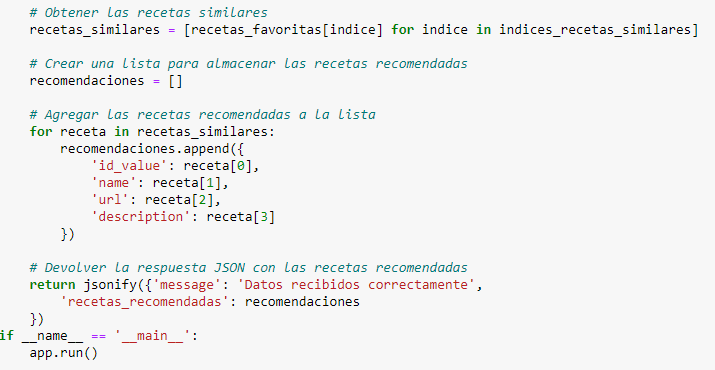 # Obtener las recetas similares
recetas_similares = [recetas_favoritas[indice] for indice in indices_recetas_similares]
# Crear una lista para almacenar las recetas recomendadas
recomendaciones = []
# Agregar las recetas recomendadas a la lista
for receta in recetas_similares:
recomendaciones.append({
'id_value': receta[0],
'name': receta[1],
'url': receta[2],
'description': receta[3]
})
# Devolver la respuesta JSON con las recetas recomendadas
return jsonify({'message': 'Datos recibidos correctamente',
'recetas_recomendadas': recomendaciones
})
if __name__ == '__main__':
app.run()